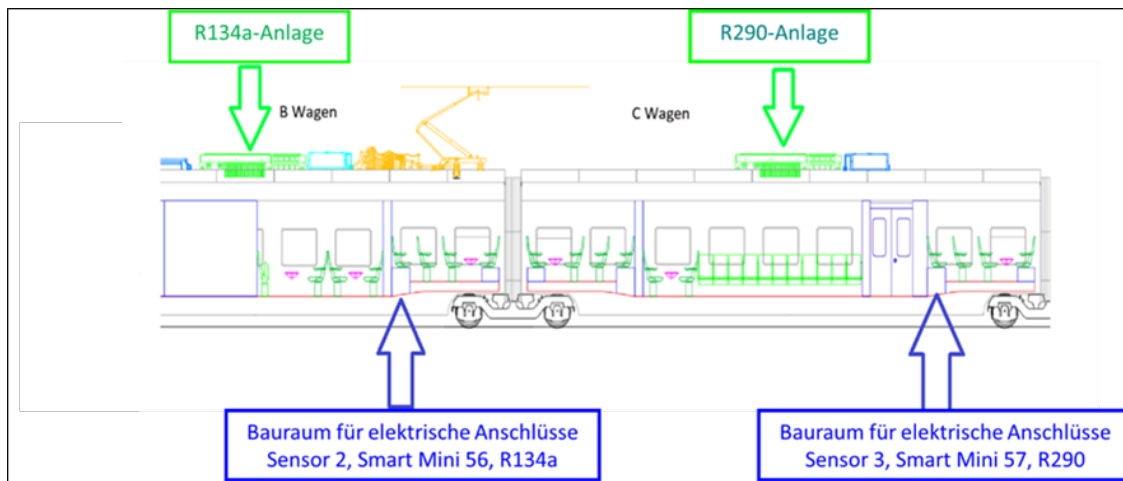 R134a-Anlage
R290-Anlage
B Wagen
C Wagen
Bauraum für elektrische Anschlüsse
Sensor 2, Smart Mini 56, R134a
Bauraum für elektrische Anschlüsse
Sensor 3, Smart Mini 57, R290